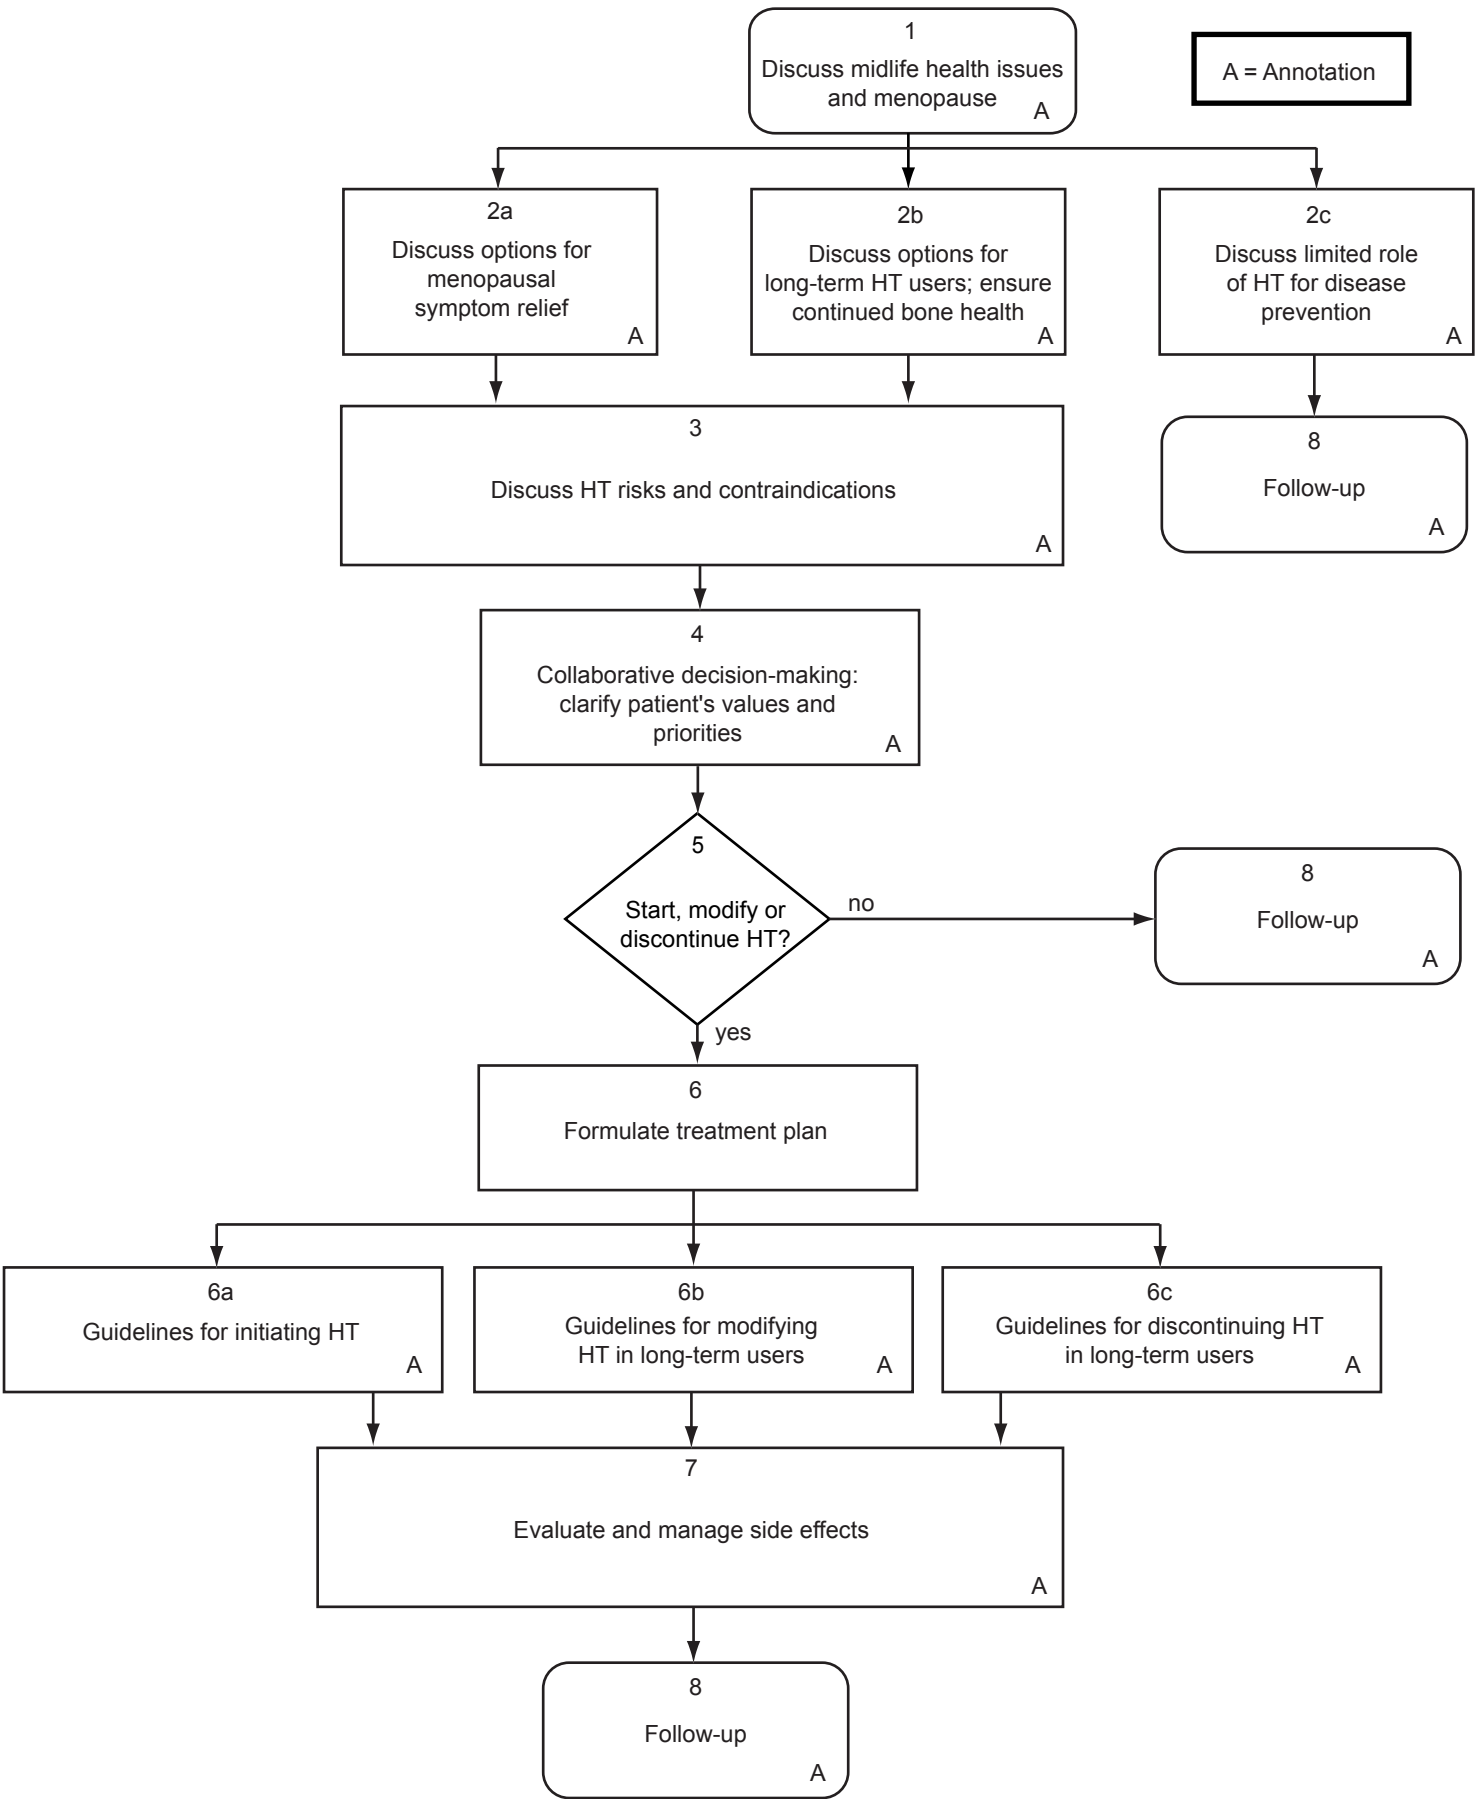 1
Discuss midlife health issues
and menopause
A
A = Annotation
2a
Discuss options for
menopausal
symptom relief
A
2b
Discuss options for
long-term HT users; ensure
continued bone health
A
2c
Discuss limited role
of HT for disease
prevention
A
3
Discuss HT risks and contraindications
A
8
Follow-up
A
4
Collaborative decision-making:
clarify patient's values and
priorities
A
5
Start, modify or
discontinue HT?
no
8
Follow-up
A
yes
6
Formulate treatment plan
6a
Guidelines for initiating HT
A
6b
Guidelines for modifying
HT in long-term users
A
6c
Guidelines for discontinuing HT
in long-term users
A
7
Evaluate and manage side effects
A
8
Follow-up
A